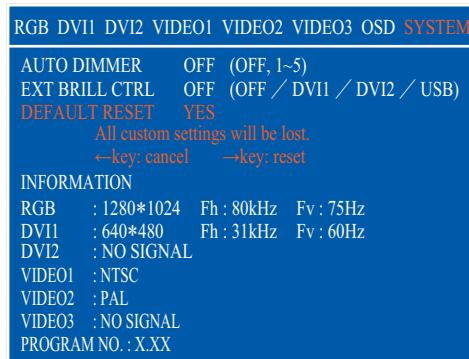 RGB DVI1 DVI2 VIDEO1 VIDEO2 VIDEO3 OSD SYSTEM
AUTO DIMMER OFF (OFF, 1~5)
EXT BRILL CTRL OFF (OFF／DVI1／DVI2／USB)
DEFAULT RESET YES
All custom settings will be lost.
←key: cancel →key: reset
INFORMATION
RGB : 1280*1024 Fh : 80kHz Fv : 75Hz
DVI1 : 640*480 Fh : 31kHz Fv : 60Hz
DVI2 : NO SIGNAL
VIDEO1 : NTSC
VIDEO2 : PAL
VIDEO3 : NO SIGNAL
PROGRAM NO. : X.XX